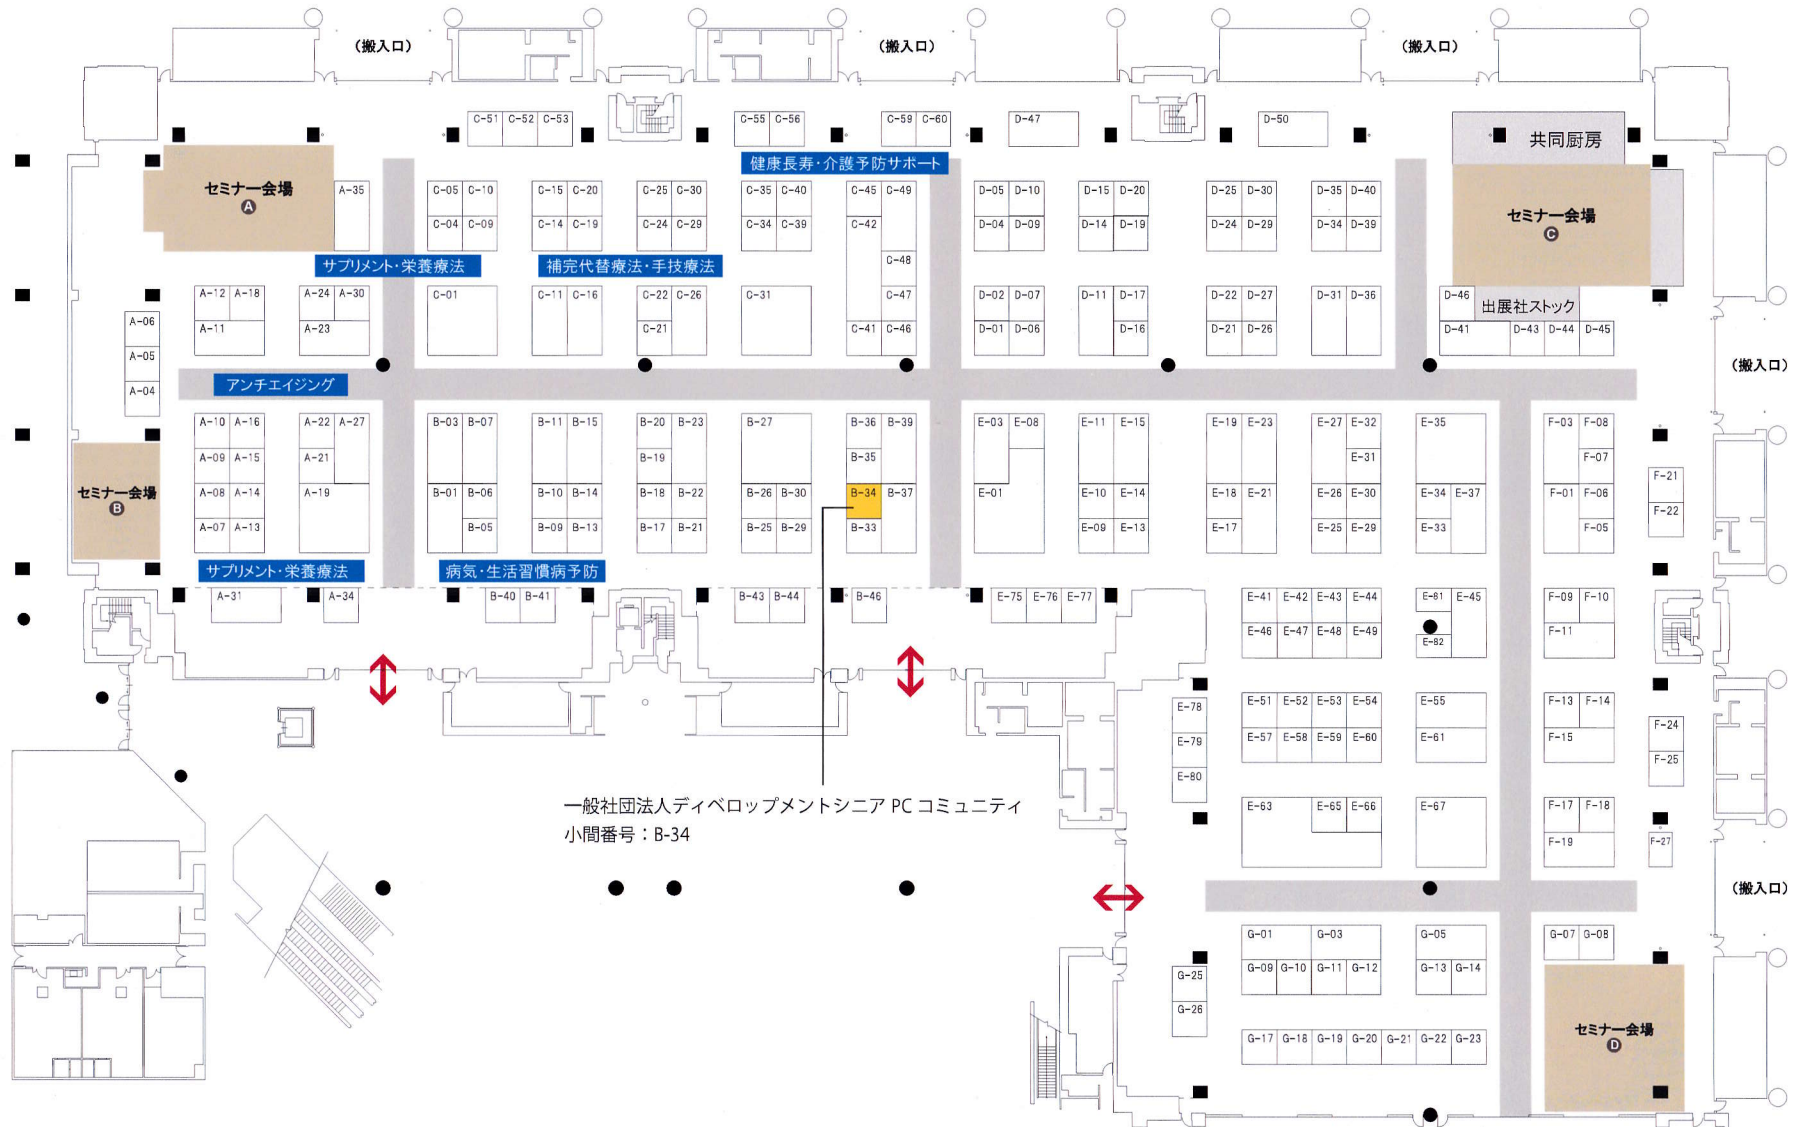 (搬入口) (搬入口) (搬入口)
C-51 C-52 C-53 C-55 C-56 C-59 C-60 D-47 D-50
共同厨房
健康長寿・介護予防サポート
セミナー会場
A
A-35 C-05 C-10 C-15 C-20 C-25 C-30 C-35 C-40 C-45 C-49 D-05 D-10 D-15 D-20 D-25 D-30 D-35 D-40
セミナー会場
C
C-04 C-09 C-14 C-19 C-24 C-29 C-34 C-39 C-42 D-04 D-09 D-14 D-19 D-24 D-29 D-34 D-39
サプリメント・栄養療法 補完代替療法・手技療法
C-48
A-12 A-18 A-24 A-30 C-01 C-11 C-16 C-22 C-26 C-31 C-47 D-02 D-07 D-11 D-17 D-22 D-27 D-31 D-36 D-46
出展社ストック
A-06 A-11 A-23 C-21 C-41 C-46 D-01 D-06 D-16 D-21 D-26 D-41 D-43 D-44 D-45
A-05
(搬入口)
アンチエイジング
A-04
A-10 A-16 A-22 A-27 B-03 B-07 B-11 B-15 B-20 B-23 B-27 B-36 B-39 E-03 E-08 E-11 E-15 E-19 E-23 E-27 E-32 E-35 F-03 F-08
A-09 A-15 A-21 B-19 B-35 E-31 F-07
F-21
セミナー会場
B
A-08 A-14 A-19 B-01 B-06 B-10 B-14 B-18 B-22 B-26 B-30 B-34 B-37 E-01 E-10 E-14 E-18 E-21 E-26 E-30 E-34 E-37 F-01 F-06
F-22
A-07 A-13 B-05 B-09 B-13 B-17 B-21 B-25 B-29 B-33 E-09 E-13 E-17 E-25 E-29 E-33 F-05
サプリメント・栄養療法 病気・生活習慣病予防
A-31 A-34 B-40 B-41 B-43 B-44 B-46 E-75 E-76 E-77 E-41 E-42 E-43 E-44 E-81 E-45 F-09 F-10
E-46 E-47 E-48 E-49 E-82 F-11
E-78 E-51 E-52 E-53 E-54 E-55 F-13 F-14
F-24
E-79 E-57 E-58 E-59 E-60 E-61 F-15
F-25
E-80
一般社団法人ディベロップメントシニア PC コミュニティ
小間番号：B-34
E-63 E-65 E-66 E-67 F-17 F-18
F-19 F-27
(搬入口)
G-01 G-03 G-05 G-07 G-08
G-25 G-09 G-10 G-11 G-12 G-13 G-14
G-26
セミナー会場
D
G-17 G-18 G-19 G-20 G-21 G-22 G-23